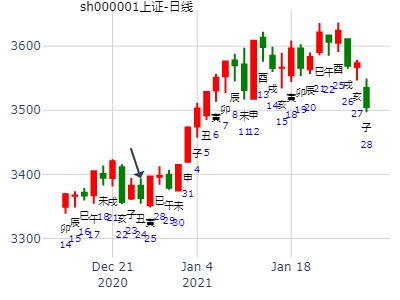 sh000001上证-日线
3600
3500
3400
3300
卯
14
辰
15
巳
16
午
17
未
18
戌
21
亥
22
子
23
丑
24
寅
25
巳
28
午
29
未
30
申
31
子
4
丑
5
寅
6
卯
7
辰
8
未
11
申
12
酉
13
戌
14
亥
15
寅
18
卯
19
辰
20
巳
21
午
22
酉
25
戌
26
亥
27
子
28
Dec 21
2020
Jan 4
2021
Jan 18